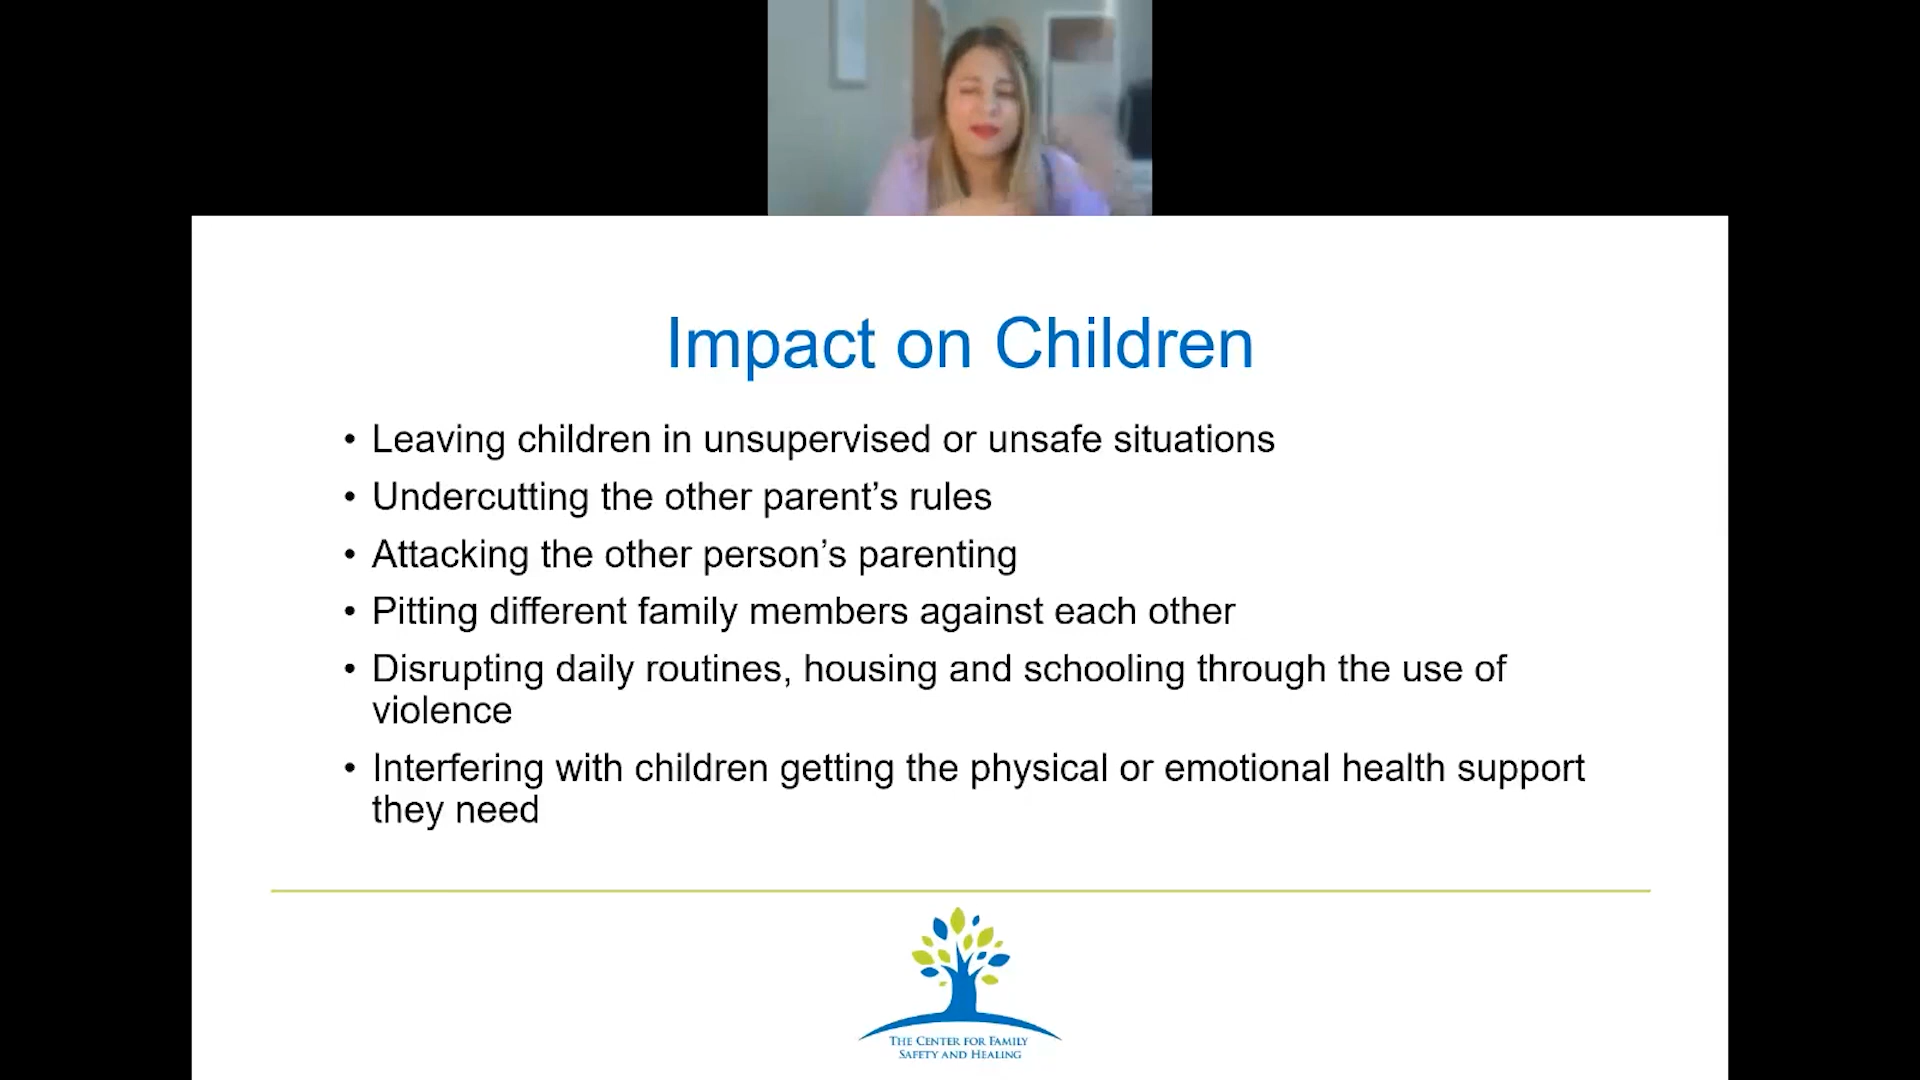 Impact on Children
• Leaving children in unsupervised or unsafe situations
• Undercutting the other parent’s rules
• Attacking the other person’s parenting
• Pitting different family members against each other
• Disrupting daily routines, housing and schooling through the use of
violence
• Interfering with children getting the physical or emotional health support
they need
THE CENTER FOR FAMILY
SAFETY AND HEALING